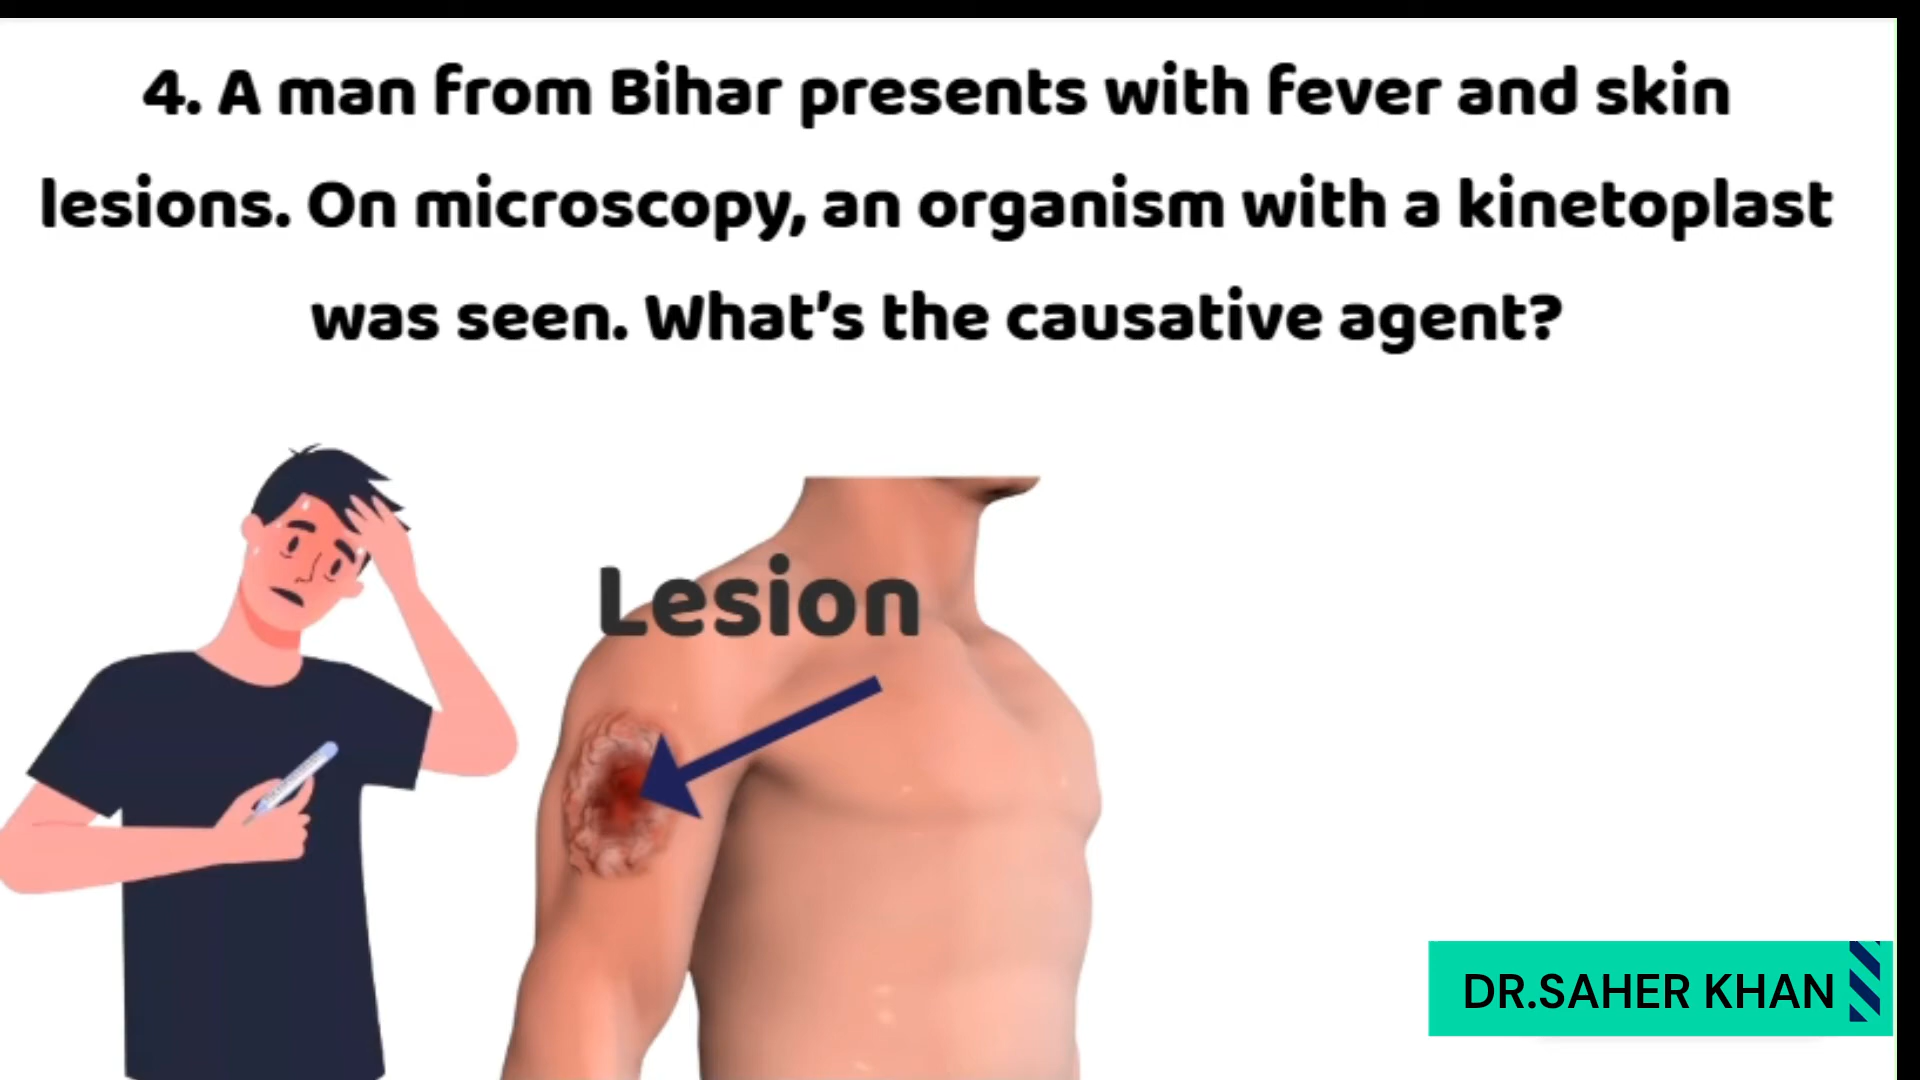 4. A man from Bihar presents with fever and skin
lesions. On microscopy, an organism with a kinetoplast
was seen. What’s the causative agent?
Lesion
DR.SAHER KHAN